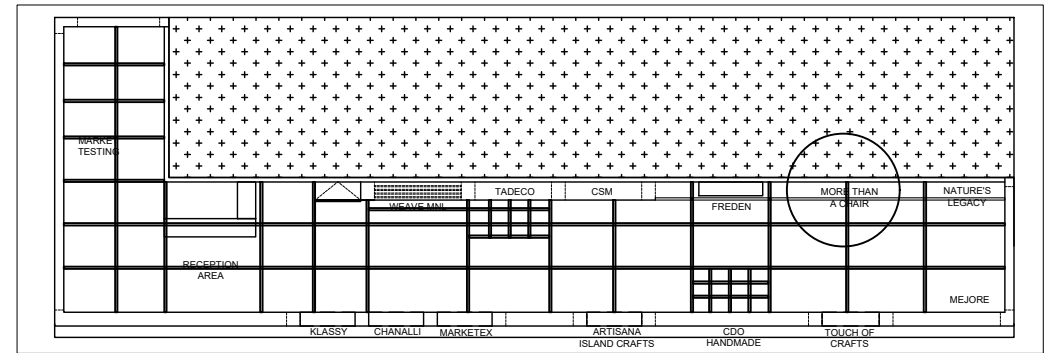 MARKET
TESTING
TADECO
CSM
MORE THAN
A CHAIR
NATURE'S
LEGACY
WEAVE MNL
FREDEN
RECEPTION
AREA
MEJORE
KLASSY
CHANALLI
MARKETEX
ARTISANA
ISLAND CRAFTS
CDO
HANDMADE
TOUCH OF
CRAFTS